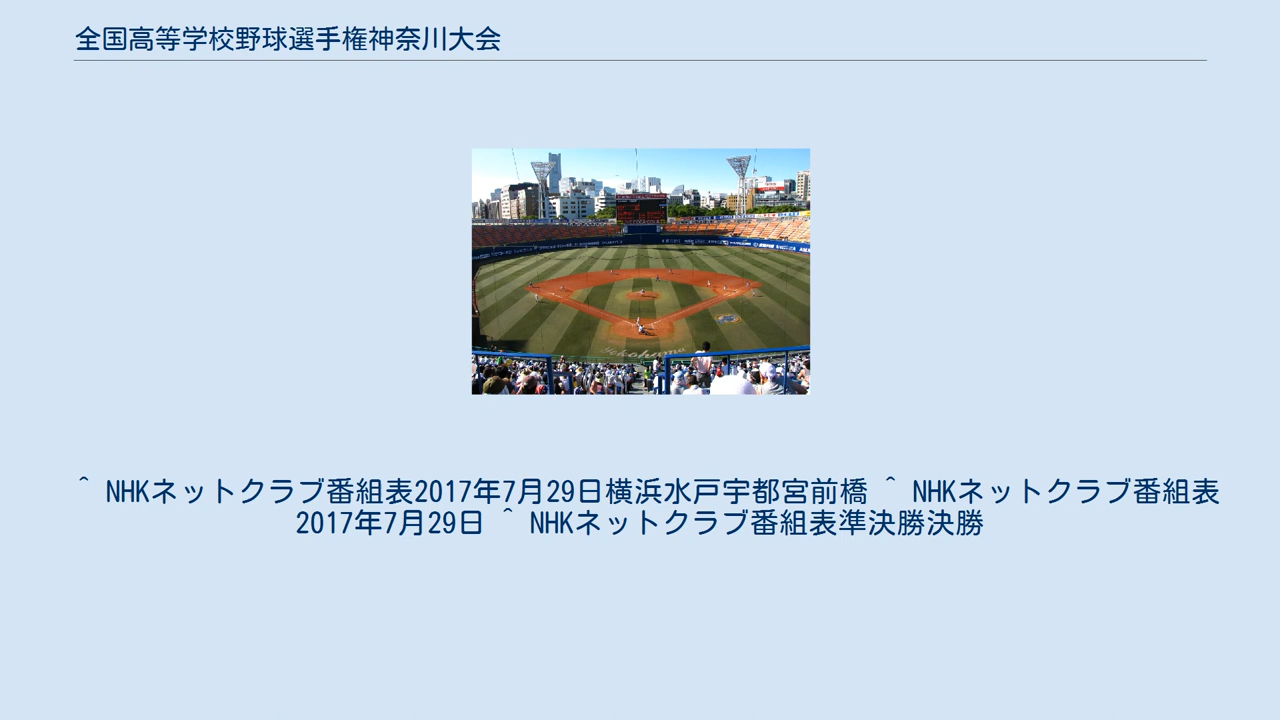 全国高等学校野球選手権神奈川大会
^ NHKネットクラブ番組表2017年7月29日横浜水戸宇都宮前橋 ^ NHKネットクラブ番組表
2017年7月29日 ^ NHKネットクラブ番組表準決勝決勝